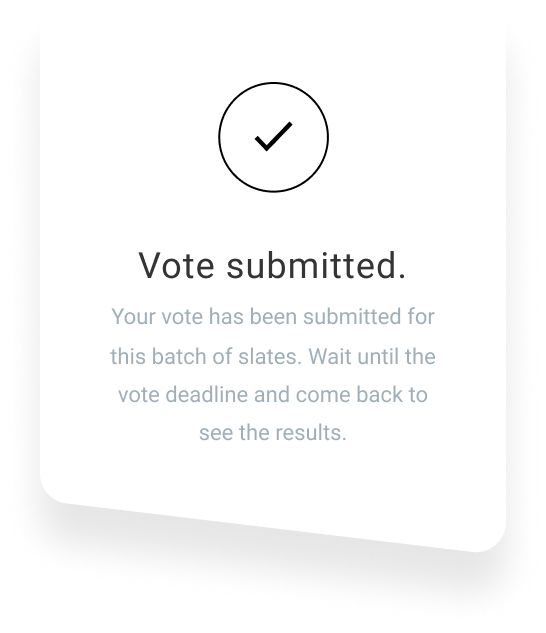 Vote submitted.
Your vote has been submitted for
this batch of slates. Wait until the
vote deadline and come back to
see the results.